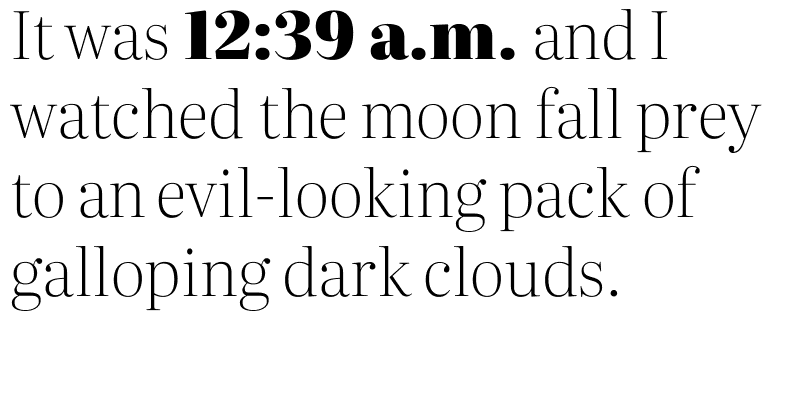 It was 12:39 a.m. and I
watched the moon fall prey
to an evil-looking pack of
galloping dark clouds.